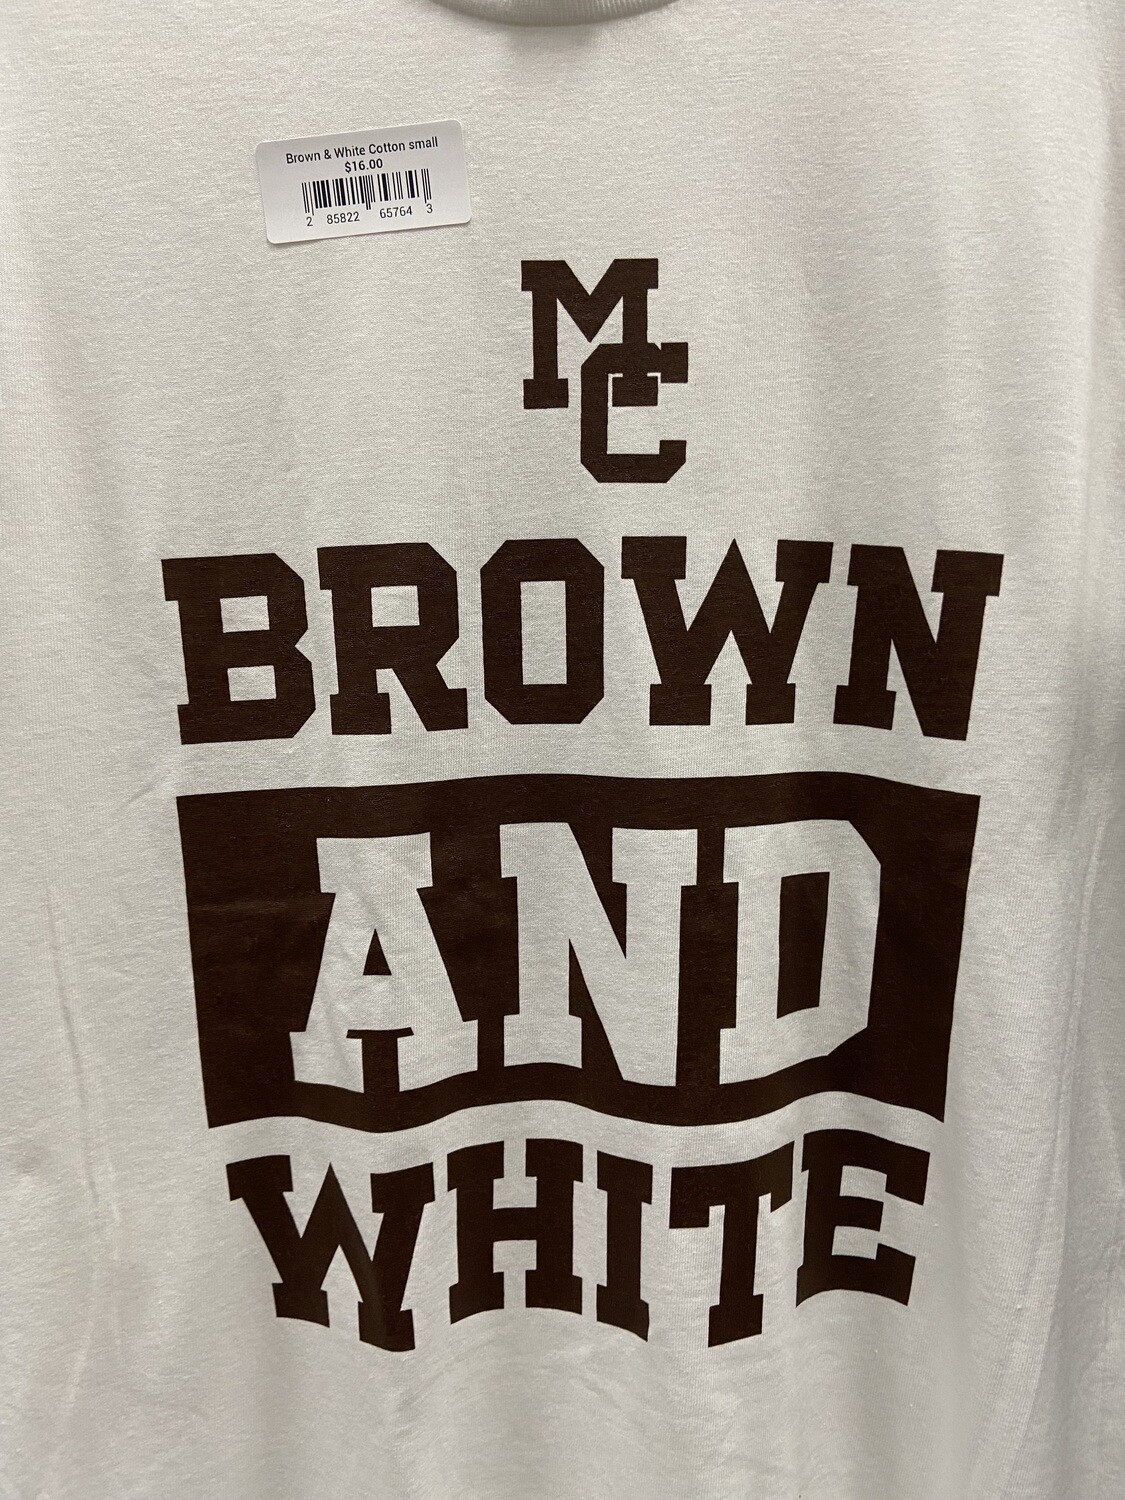 Brown & White Cotton small
$16.00
2 85822 65764 3
MC
BROWN
AND
WHITE